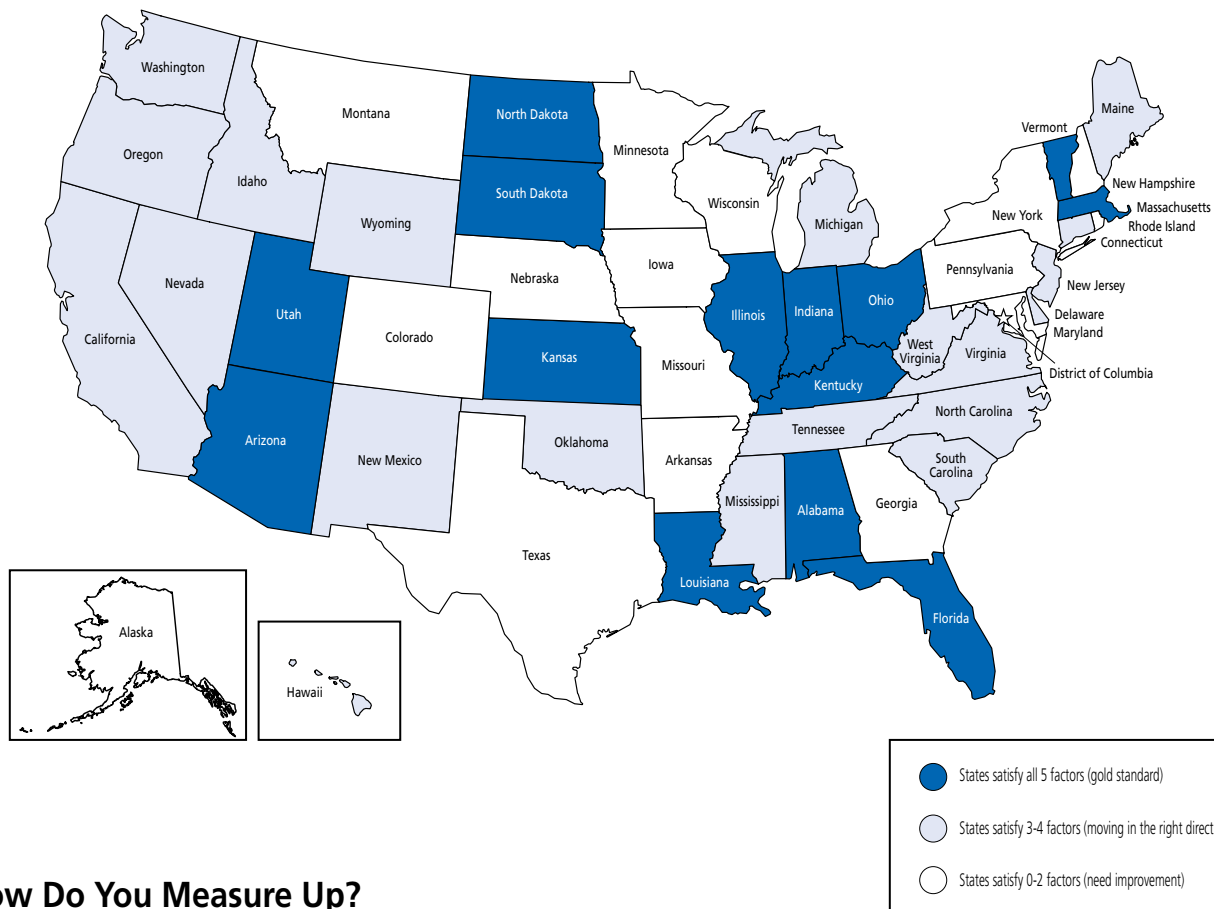 Washington
Montana
North Dakota
Minnesota
Vermont
Maine
Oregon
Idaho
South Dakota
Wisconsin
Michigan
New York
New Hampshire
Massachusetts
Rhode Island
Connecticut
Wyoming
Nebraska
Iowa
Pennsylvania
New Jersey
Nevada
Utah
Colorado
Kansas
Missouri
Illinois
Indiana
Ohio
Delaware
Maryland
West
Virginia
Virginia
District of Columbia
California
Kentucky
Arizona
New Mexico
Oklahoma
Arkansas
Tennessee
North Carolina
South
Carolina
Mississippi
Alabama
Georgia
Texas
Louisiana
Florida
Alaska
Hawaii
States satisfy all 5 factors (gold standard)
States satisfy 3-4 factors (moving in the right direct
States satisfy 0-2 factors (need improvement)
ow Do You Measure Up?